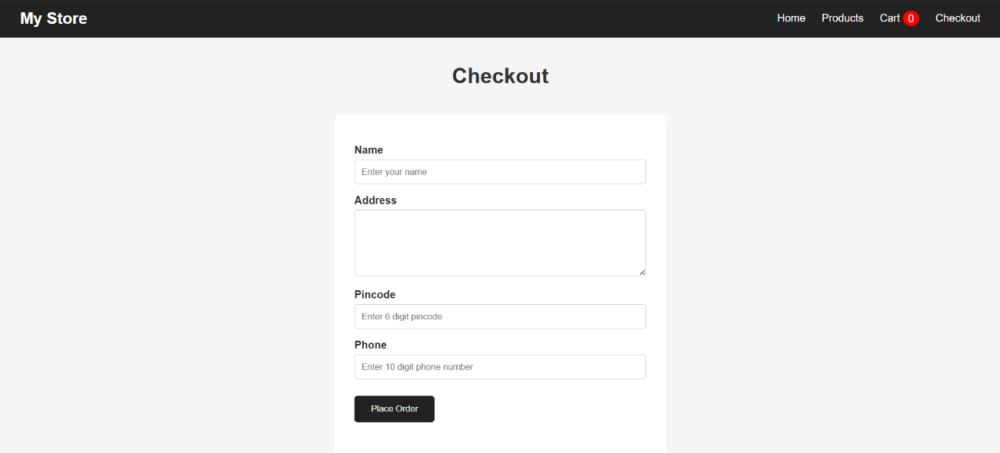 My Store
Home Products Cart 0 Checkout
Checkout
Name
Enter your name
Address
Pincode
Enter 6 digit pincode
Phone
Enter 10 digit phone number
Place Order